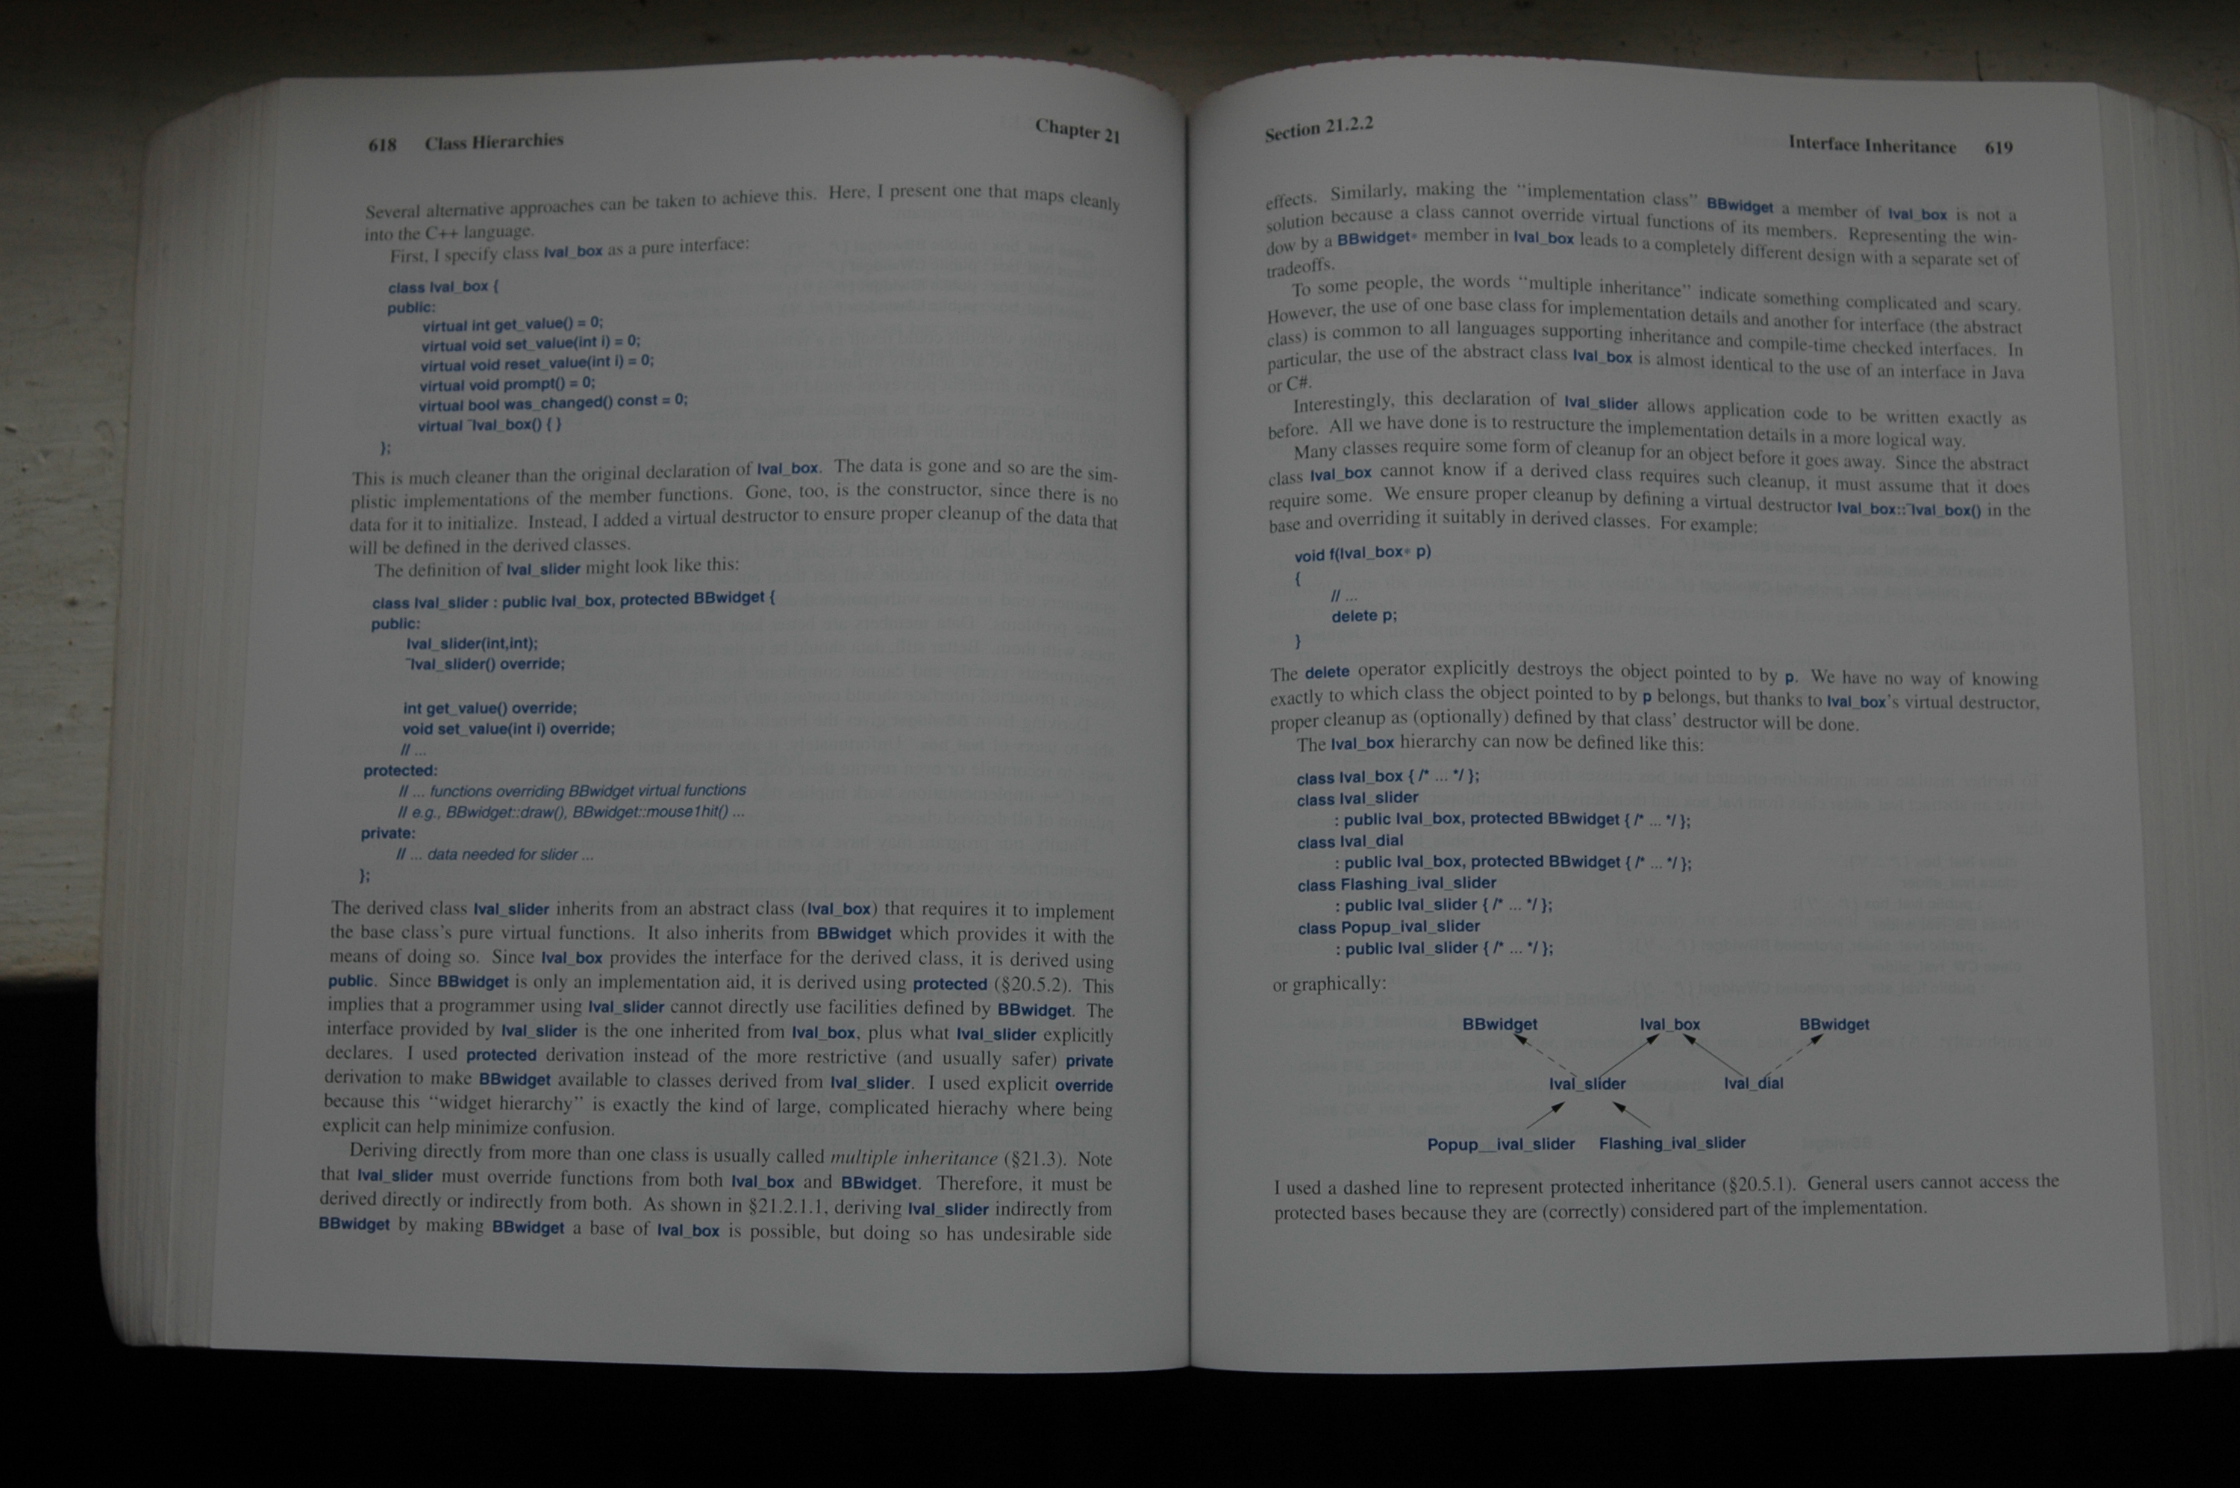 618 Class Hierarchies Chapter 21
Several alternative approaches can be taken to achieve this. Here, I present one that maps cleanly
into the C++ language.
First, I specify class Ival_box as a pure interface:
class Ival_box {
public:
virtual int get_value() = 0;
virtual void set_value(int i) = 0;
virtual void reset_value(int i) = 0;
virtual void prompt() = 0;
virtual bool was_changed() const = 0;
virtual ~Ival_box() { }
};
This is much cleaner than the original declaration of Ival_box. The data is gone and so are the sim-
plistic implementations of the member functions. Gone, too, is the constructor, since there is no
data for it to initialize. Instead, I added a virtual destructor to ensure proper cleanup of the data that
will be defined in the derived classes.
The definition of Ival_slider might look like this:
class Ival_slider : public Ival_box, protected BBwidget {
public:
Ival_slider(int,int);
~Ival_slider() override;
int get_value() override;
void set_value(int i) override;
// ...
protected:
// ... functions overriding BBwidget virtual functions
// e.g., BBwidget::draw(), BBwidget::mouse1hit() ...
private:
// ... data needed for slider ...
};
The derived class Ival_slider inherits from an abstract class (Ival_box) that requires it to implement
the base class's pure virtual functions. It also inherits from BBwidget which provides it with the
means of doing so. Since Ival_box provides the interface for the derived class, it is derived using
public. Since BBwidget is only an implementation aid, it is derived using protected (§20.5.2). This
implies that a programmer using Ival_slider cannot directly use facilities defined by BBwidget. The
interface provided by Ival_slider is the one inherited from Ival_box, plus what Ival_slider explicitly
declares. I used protected derivation instead of the more restrictive (and usually safer) private
derivation to make BBwidget available to classes derived from Ival_slider. I used explicit override
because this “widget hierarchy” is exactly the kind of large, complicated hierachy where being
explicit can help minimize confusion.
Deriving directly from more than one class is usually called multiple inheritance (§21.3). Note
that Ival_slider must override functions from both Ival_box and BBwidget. Therefore, it must be
derived directly or indirectly from both. As shown in §21.2.1.1, deriving Ival_slider indirectly from
BBwidget by making BBwidget a base of Ival_box is possible, but doing so has undesirable side
Section 21.2.2 Interface Inheritance 619
effects. Similarly, making the “implementation class” BBwidget a member of Ival_box is not a
solution because a class cannot override virtual functions of its members. Representing the win-
dow by a BBwidget* member in Ival_box leads to a completely different design with a separate set of
tradeoffs.
To some people, the words “multiple inheritance” indicate something complicated and scary.
However, the use of one base class for implementation details and another for interface (the abstract
class) is common to all languages supporting inheritance and compile-time checked interfaces. In
particular, the use of the abstract class Ival_box is almost identical to the use of an interface in Java
or C#.
Interestingly, this declaration of Ival_slider allows application code to be written exactly as
before. All we have done is to restructure the implementation details in a more logical way.
Many classes require some form of cleanup for an object before it goes away. Since the abstract
class Ival_box cannot know if a derived class requires such cleanup, it must assume that it does
require some. We ensure proper cleanup by defining a virtual destructor Ival_box::~Ival_box() in the
base and overriding it suitably in derived classes. For example:
void f(Ival_box* p)
{
// ...
delete p;
}
The delete operator explicitly destroys the object pointed to by p. We have no way of knowing
exactly to which class the object pointed to by p belongs, but thanks to Ival_box's virtual destructor,
proper cleanup as (optionally) defined by that class' destructor will be done.
The Ival_box hierarchy can now be defined like this:
class Ival_box { /* ... */ };
class Ival_slider
: public Ival_box, protected BBwidget { /* ... */ };
class Ival_dial
: public Ival_box, protected BBwidget { /* ... */ };
class Flashing_ival_slider
: public Ival_slider { /* ... */ };
class Popup_ival_slider
: public Ival_slider { /* ... */ };
or graphically:
BBwidget Ival_box BBwidget
Ival_slider Ival_dial
Popup_ival_slider Flashing_ival_slider
I used a dashed line to represent protected inheritance (§20.5.1). General users cannot access the
protected bases because they are (correctly) considered part of the implementation.